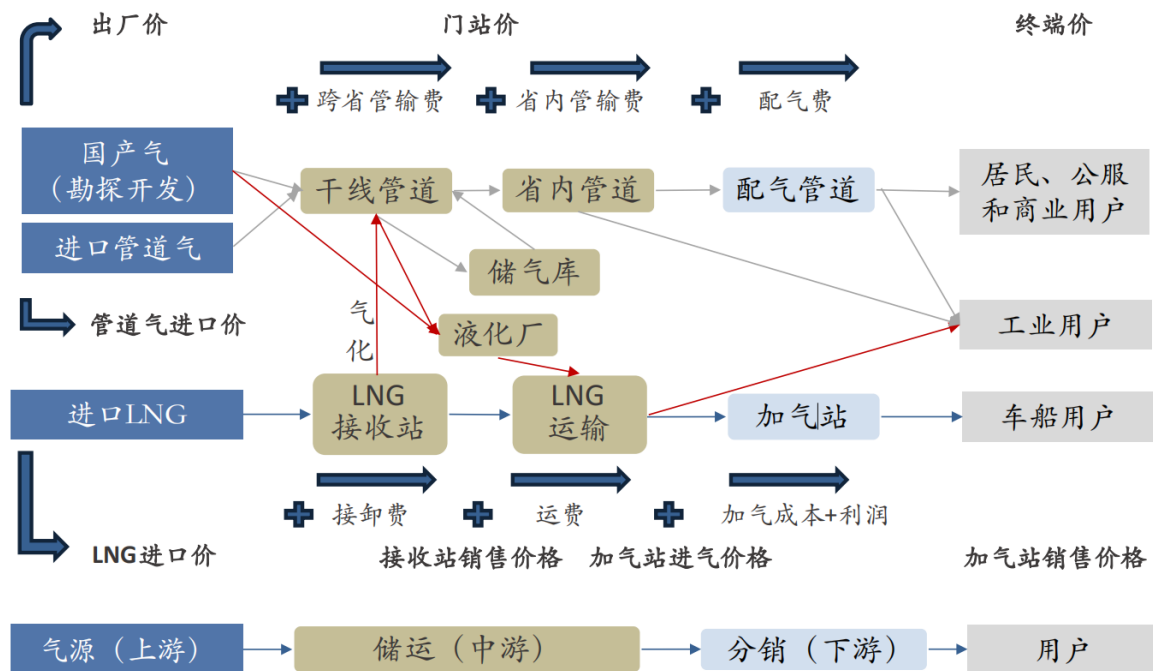 出厂价
门站价
终端价
跨省管输费
省内管输费
配气费
国产气
（勘探开发）
干线管道
省内管道
配气管道
居民、公服
和商业用户
进口管道气
储气库
管道气进口价
气
化
液化厂
工业用户
进口LNG
LNG
接收站
LNG
运输
加气站
车船用户
接卸费
运费
加气成本+利润
LNG进口价
接收站销售价格
加气站进气价格
加气站销售价格
气源（上游）
储运（中游）
分销（下游）
用户